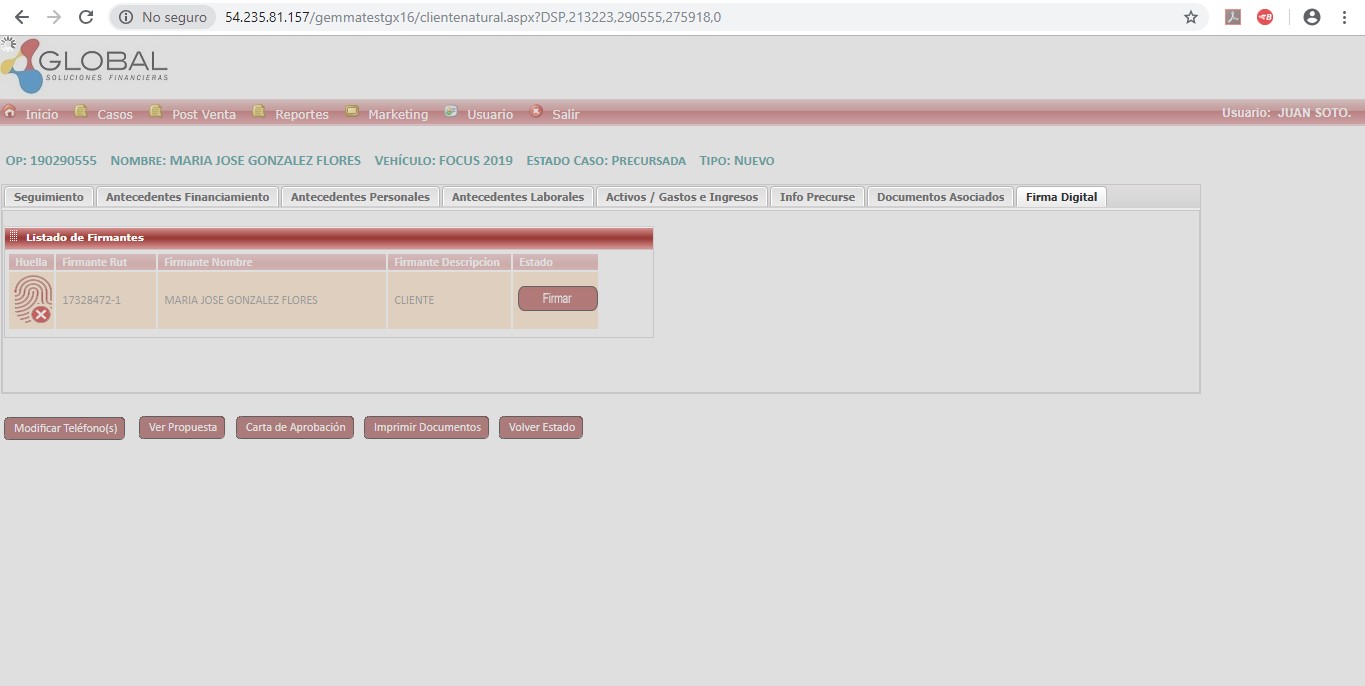 No seguro 54.235.81.157/gemmatestgx16/clientenatural.aspx?DSP,213223,290555,275918,0
GLOBAL
SOLUCIONES FINANCIERAS
Inicio Casos Post Venta Reportes Marketing Usuario Salir Usuario: JUAN SOTO.
OP: 190290555 NOMBRE: MARIA JOSE GONZALEZ FLORES VEHÍCULO: FOCUS 2019 ESTADO CASO: PRECURSADA TIPO: NUEVO
Seguimiento Antecedentes Financiamiento Antecedentes Personales Antecedentes Laborales Activos / Gastos e Ingresos Info Precurse Documentos Asociados Firma Digital
Listado de Firmantes
Huella Firmante Rut Firmante Nombre Firmante Descripcion Estado
17328472-1 MARIA JOSE GONZALEZ FLORES CLIENTE Firmar
Modificar Teléfono(s) Ver Propuesta Carta de Aprobación Imprimir Documentos Volver Estado